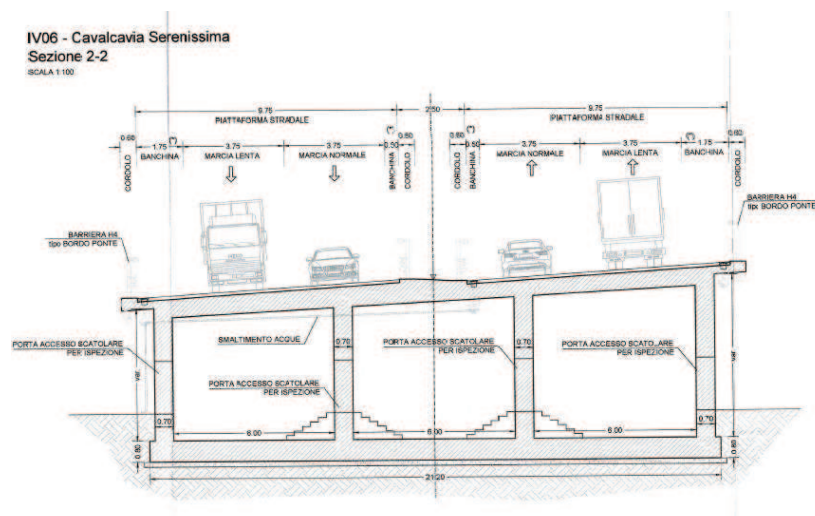 IV06 - Cavalcavia Serenissima
Sezione 2-2
SCALA 1:100
9.75
2.50
9.75
PIATTAFORMA STRADALE
PIATTAFORMA STRADALE
0.60
1.75
3.75
3.75
0.50
0.50
0.60
0.50
3.75
3.75
1.75
0.60
CORDOLO
BANCHINA
MARCIA LENTA
MARCIA NORMALE
BANCHINA
CORDOLO
CORDOLO
BANCHINA
MARCIA NORMALE
MARCIA LENTA
BANCHINA
CORDOLO
BARRIERA H4
tipo BORDO PONTE
BARRIERA H4
tipo BORDO PONTE
SMALTIMENTO ACQUE
PORTA ACCESSO SCATOLARE
PER ISPEZIONE
0.70
PORTA ACCESSO SCATOLARE
PER ISPEZIONE
0.70
PORTA ACCESSO SCATOLARE
PER ISPEZIONE
PORTA ACCESSO SCATOLARE
PER ISPEZIONE
var.
var.
0.70
0.70
6.00
6.00
6.00
0.80
0.80
21.20